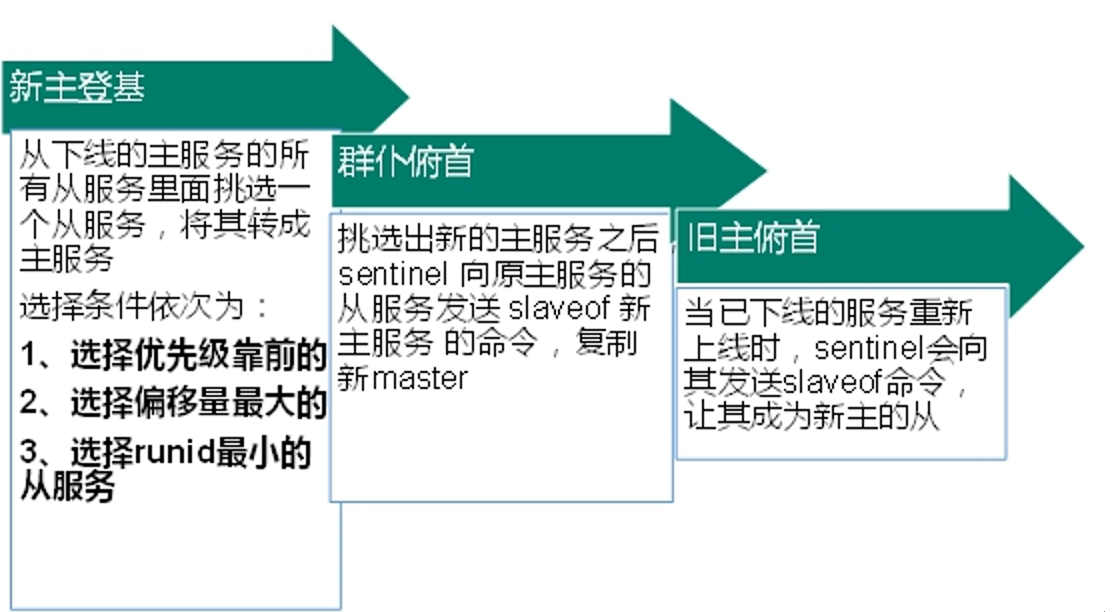 新主登基
从下线的主服务的所
有从服务里面挑选一
个从服务，将其转成
主服务
选择条件依次为：
1、选择优先级靠前的
2、选择偏移量最大的
3、选择runid最小的
从服务
群仆俯首
挑选出新的主服务之后，
sentinel 向原主服务的
从服务发送 slaveof 新
主服务 的命令，复制
新master
旧主俯首
当已下线的服务重新
上线时，sentinel会向
其发送slaveof命令，
让其成为新主的从